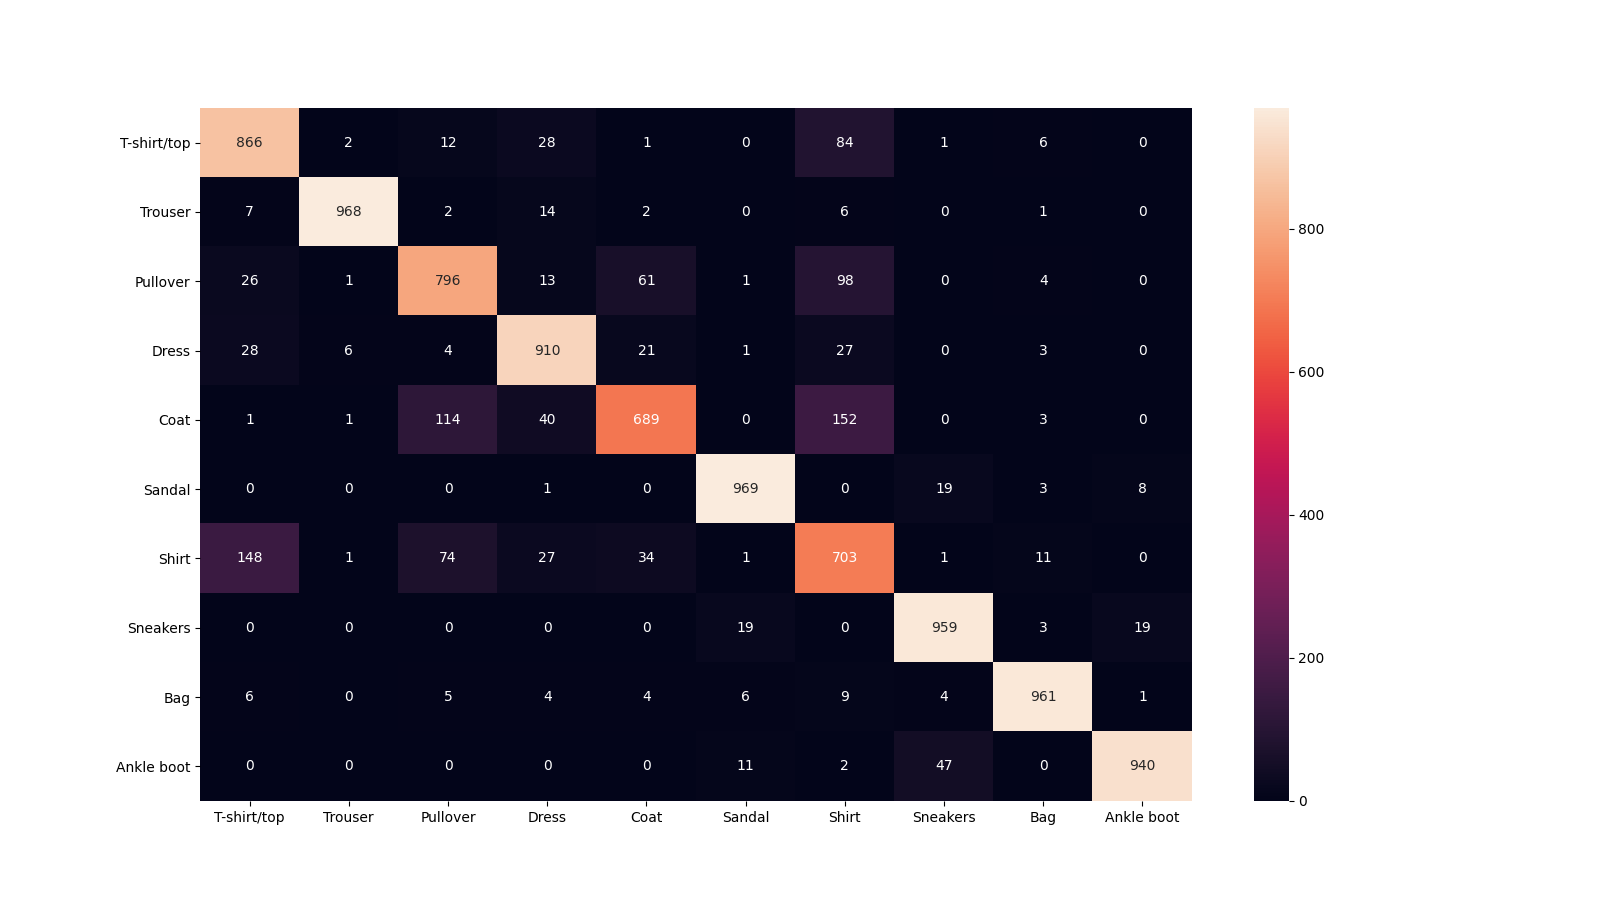 T-shirt/top 866 2 12 28 1 0 84 1 6 0
Trouser 7 968 2 14 2 0 6 0 1 0
800
Pullover 26 1 796 13 61 1 98 0 4 0
Dress 28 6 4 910 21 1 27 0 3 0
600
Coat 1 1 114 40 689 0 152 0 3 0
Sandal 0 0 0 1 0 969 0 19 3 8
400
Shirt 148 1 74 27 34 1 703 1 11 0
Sneakers 0 0 0 0 0 19 0 959 3 19
200
Bag 6 0 5 4 4 6 9 4 961 1
Ankle boot 0 0 0 0 0 11 2 47 0 940
0
T-shirt/top Trouser Pullover Dress Coat Sandal Shirt Sneakers Bag Ankle boot